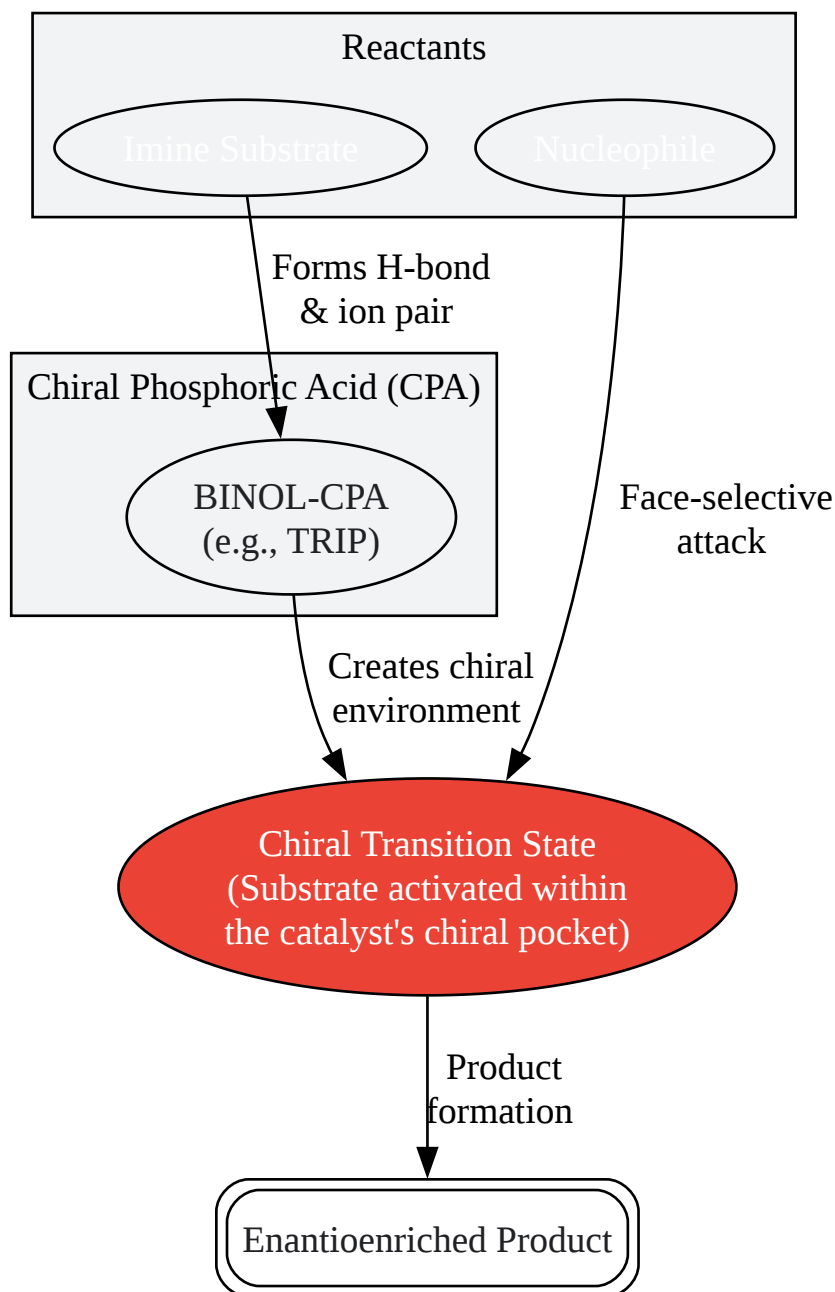 Reactants
Imine Substrate
Nucleophile
Forms H-bond
& ion pair
Chiral Phosphoric Acid (CPA)
BINOL-CPA
(e.g., TRIP)
Face-selective
attack
Creates chiral
environment
Chiral Transition State
(Substrate activated within
the catalyst's chiral pocket)
Product
formation
Enantioenriched Product